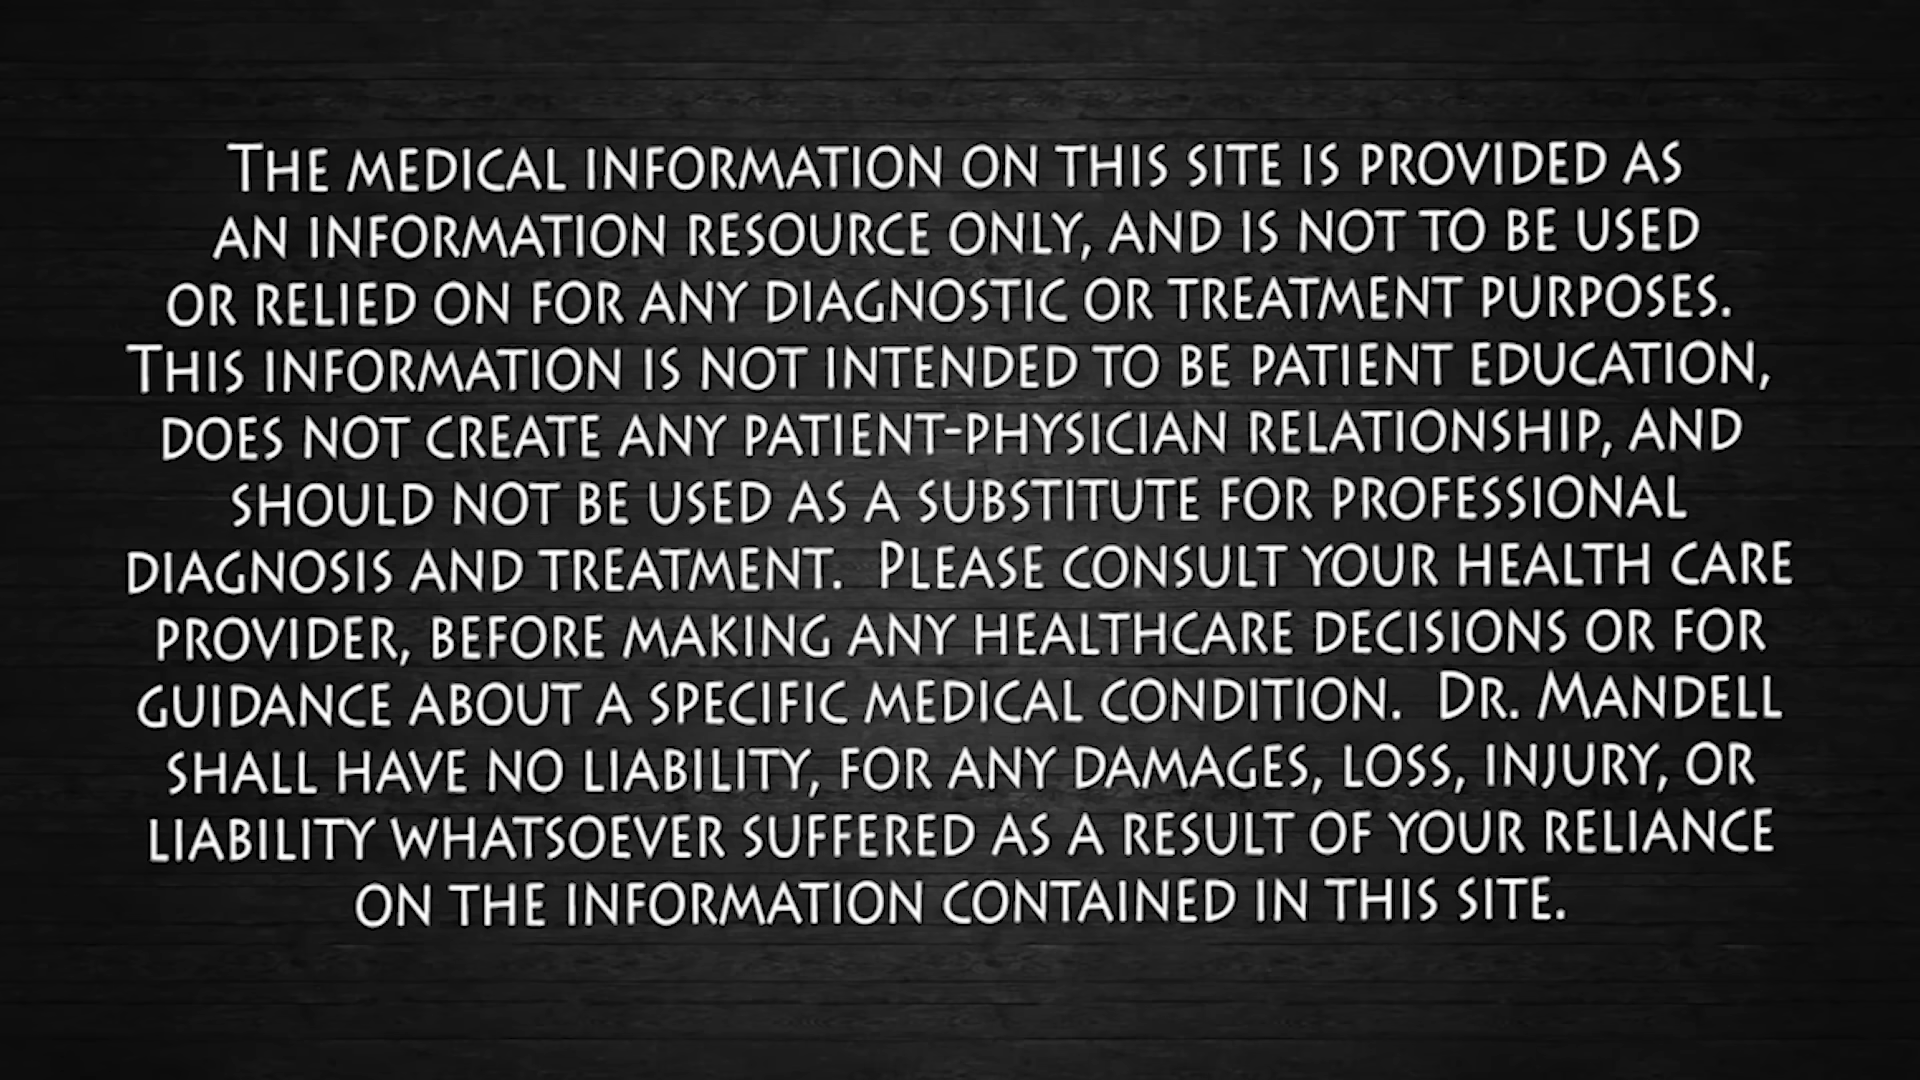 The medical information on this site is provided as
an information resource only, and is not to be used
or relied on for any diagnostic or treatment purposes.
This information is not intended to be patient education,
does not create any patient-physician relationship, and
should not be used as a substitute for professional
diagnosis and treatment.  Please consult your health care
provider, before making any healthcare decisions or for
guidance about a specific medical condition.  Dr. Mandell
shall have no liability, for any damages, loss, injury, or
liability whatsoever suffered as a result of your reliance
on the information contained in this site.